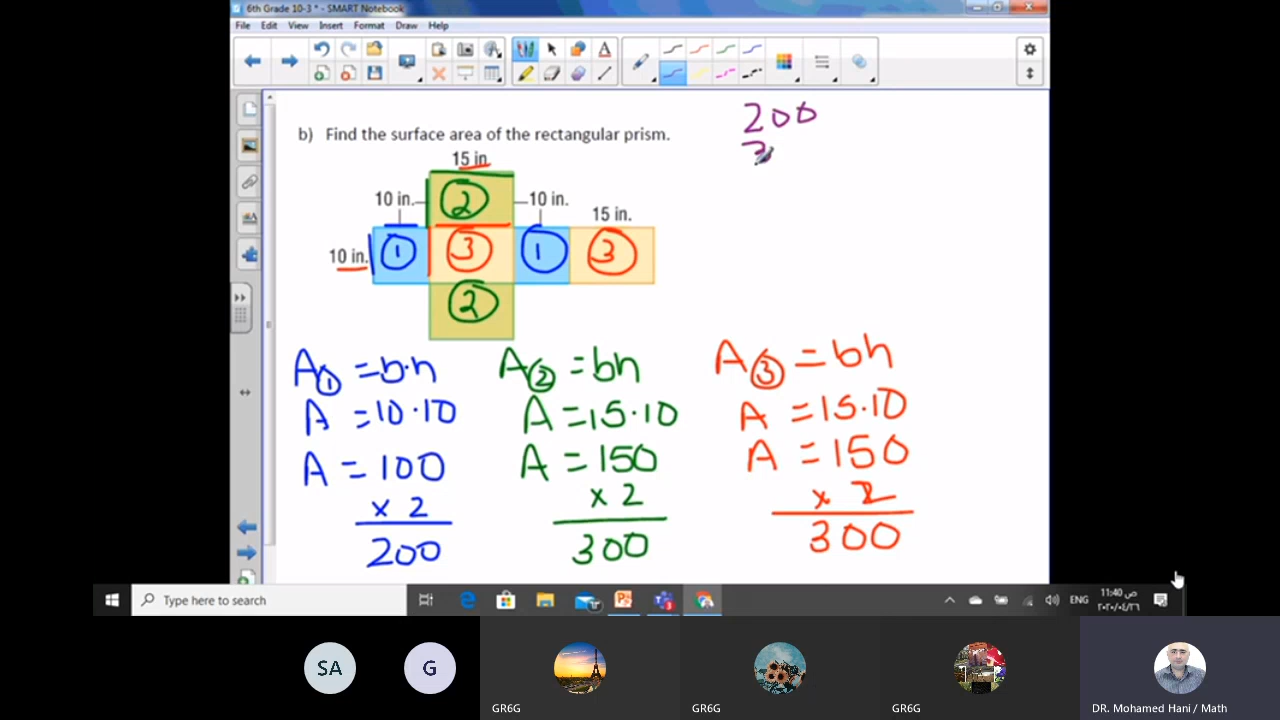 6th Grade 10-3 * - SMART Notebook
File Edit View Insert Format Draw Help
b) Find the surface area of the rectangular prism.
200
15 in
10 in. 2 10 in. 15 in.
10 in. 1 3 1 3
2
A1 = b·h
A = 10·10
A = 100
x 2
200
A2 = bh
A = 15·10
A = 150
x 2
300
A3 = bh
A = 15·10
A = 150
x 2
300
Type here to search
ENG
11:40 ص
٢٠٢٠/٠٤/٢٦
SA G GR6G GR6G GR6G DR. Mohamed Hani / Math